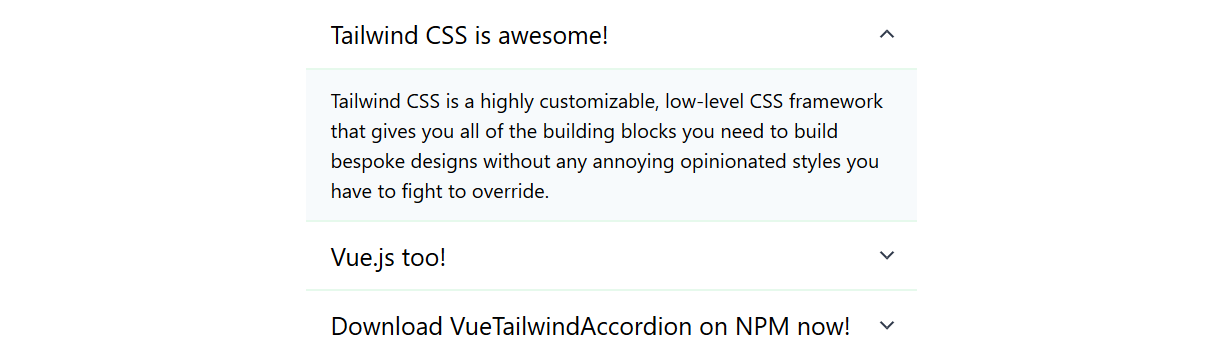 Tailwind CSS is awesome!
Tailwind CSS is a highly customizable, low-level CSS framework
that gives you all of the building blocks you need to build
bespoke designs without any annoying opinionated styles you
have to fight to override.
Vue.js too!
Download VueTailwindAccordion on NPM now!